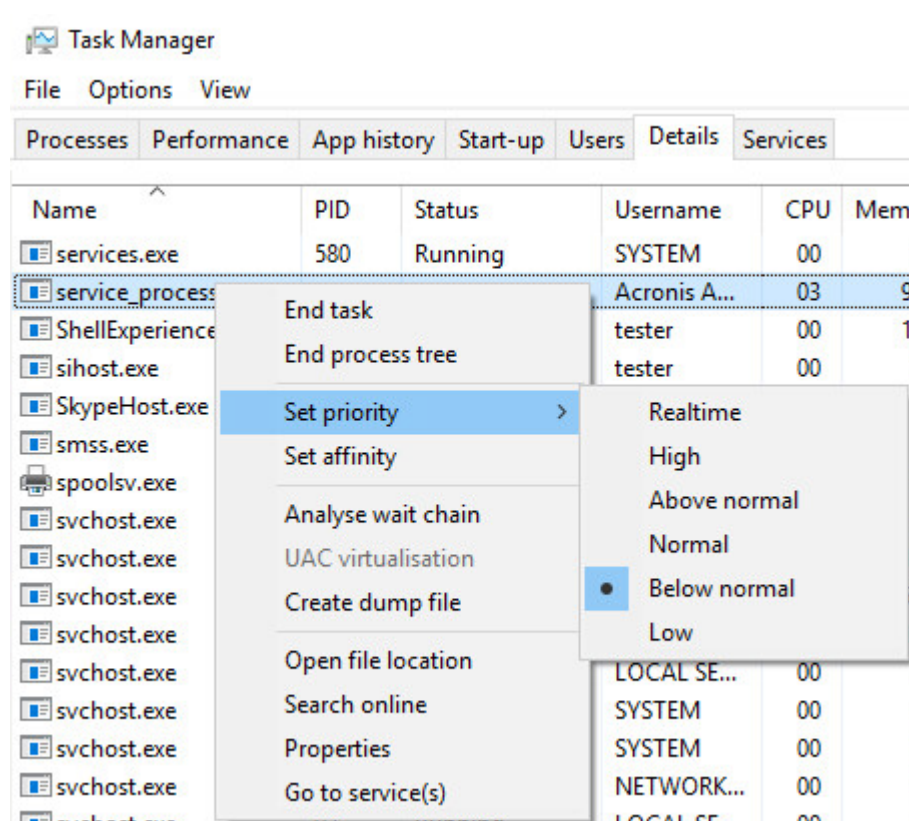 Task Manager
File Options View
Processes Performance App history Start-up Users Details Services
Name PID Status Username CPU Mem
services.exe 580 Running SYSTEM 00
service_process Acronis A... 03 9
End task
ShellExperience tester 00 1
End process tree
sihost.exe tester 00
SkypeHost.exe Set priority > Realtime
smss.exe Set affinity High
spoolsv.exe Above normal
svchost.exe Analyse wait chain Normal
svchost.exe UAC virtualisation
svchost.exe Create dump file Below normal
svchost.exe Low
svchost.exe Open file location LOCAL SE... 00
svchost.exe Search online SYSTEM 00
svchost.exe Properties SYSTEM 00
svchost.exe Go to service(s) NETWORK... 00